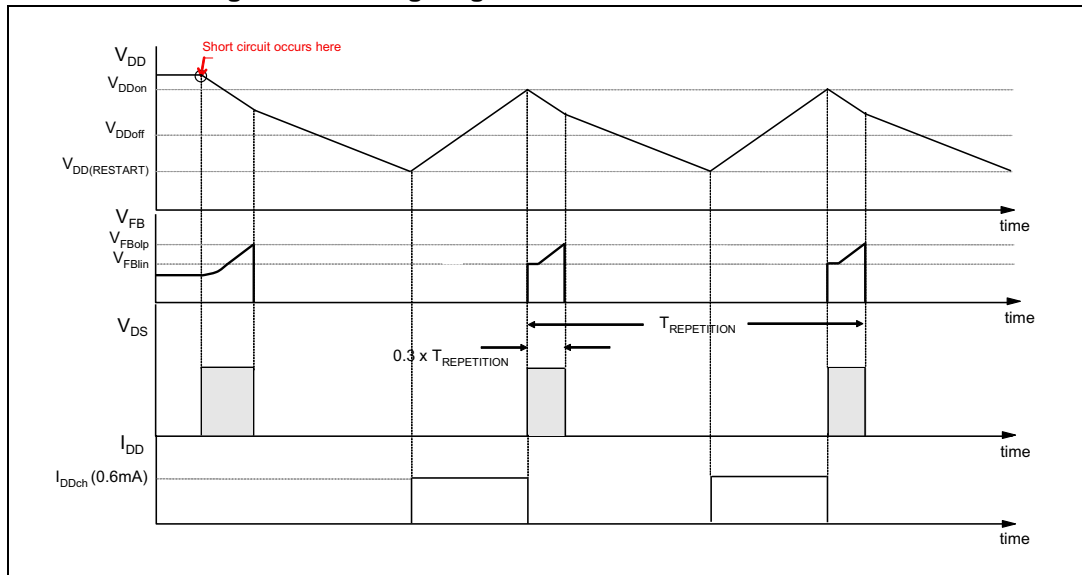 Short circuit occurs here
VDD
VDDon
VDDoff
VDD(RESTART)
time
VFB
VFBolp
VFBlin
time
VDS
TREPETITION
0.3 x TREPETITION
time
IDD
IDDch (0.6mA)
time